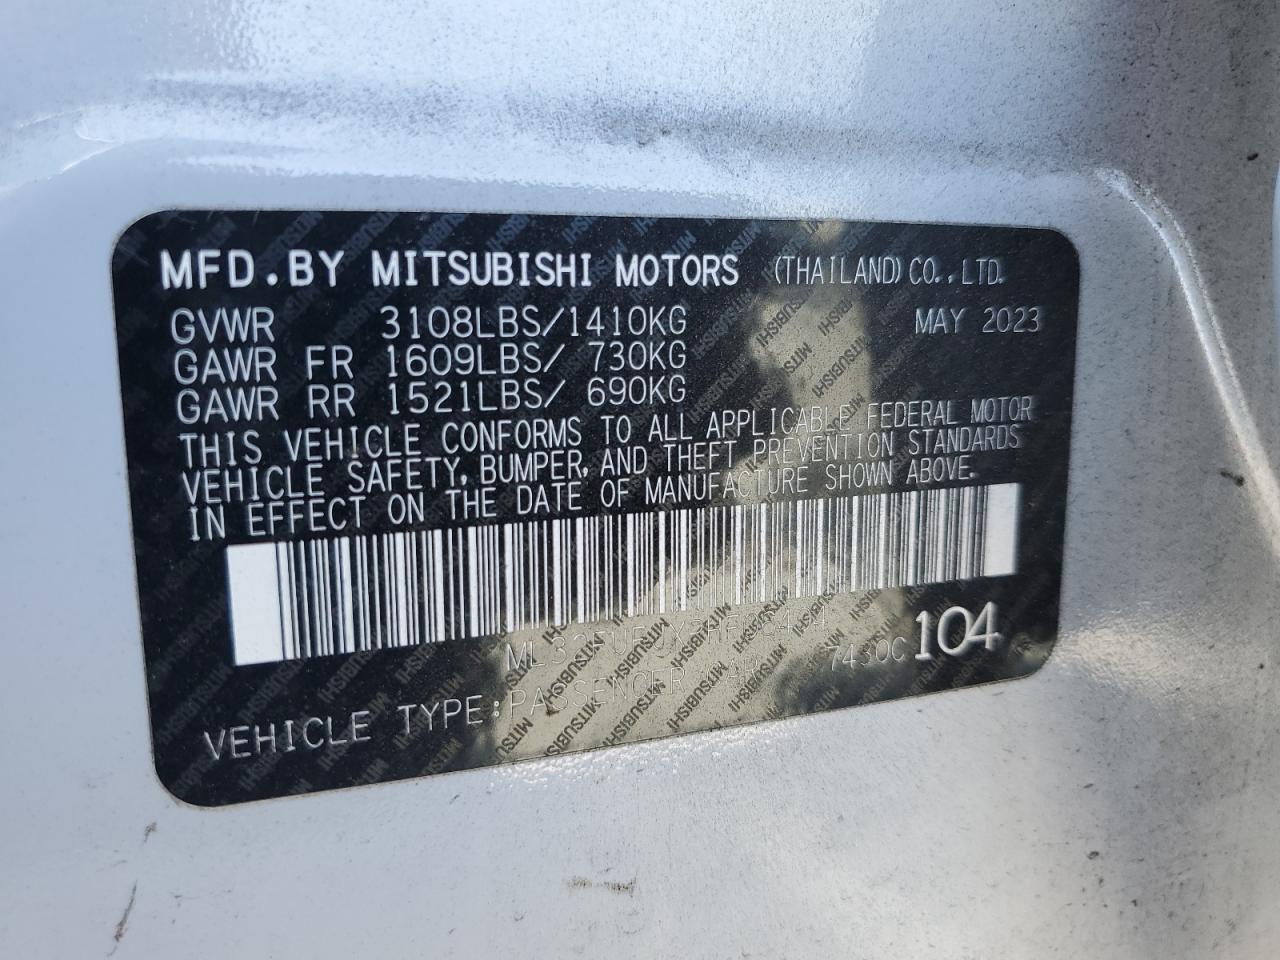 MFD.BY MITSUBISHI MOTORS (THAILAND)CO.,LTD.
GVWR 3108LBS/1410KG MAY 2023
GAWR FR 1609LBS/ 730KG
GAWR RR 1521LBS/ 690KG
THIS VEHICLE CONFORMS TO ALL APPLICABLE FEDERAL MOTOR
VEHICLE SAFETY, BUMPER, AND THEFT PREVENTION STANDARDS
IN EFFECT ON THE DATE OF MANUFACTURE SHOWN ABOVE.
7430C 104
VEHICLE TYPE:PASSENGER CAR